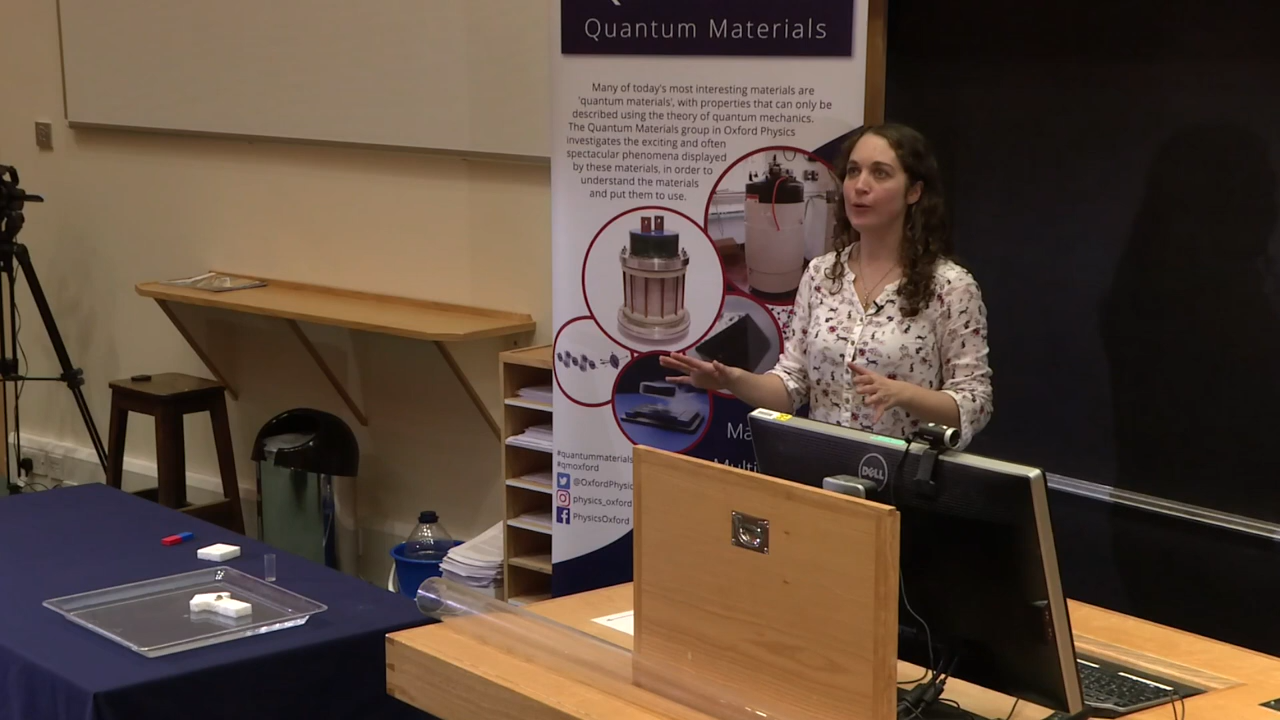 Quantum Materials
Many of today's most interesting materials are
'quantum materials', with properties that can only be
described using the theory of quantum mechanics.
The Quantum Materials group in Oxford Physics
investigates the exciting and often
spectacular phenomena displayed
by these materials, in order to
understand the materials
and put them to use.
#quantummaterials
#qmoxford
@OxfordPhysic
physics_oxford
PhysicsOxford
Ma
Multi
DELL